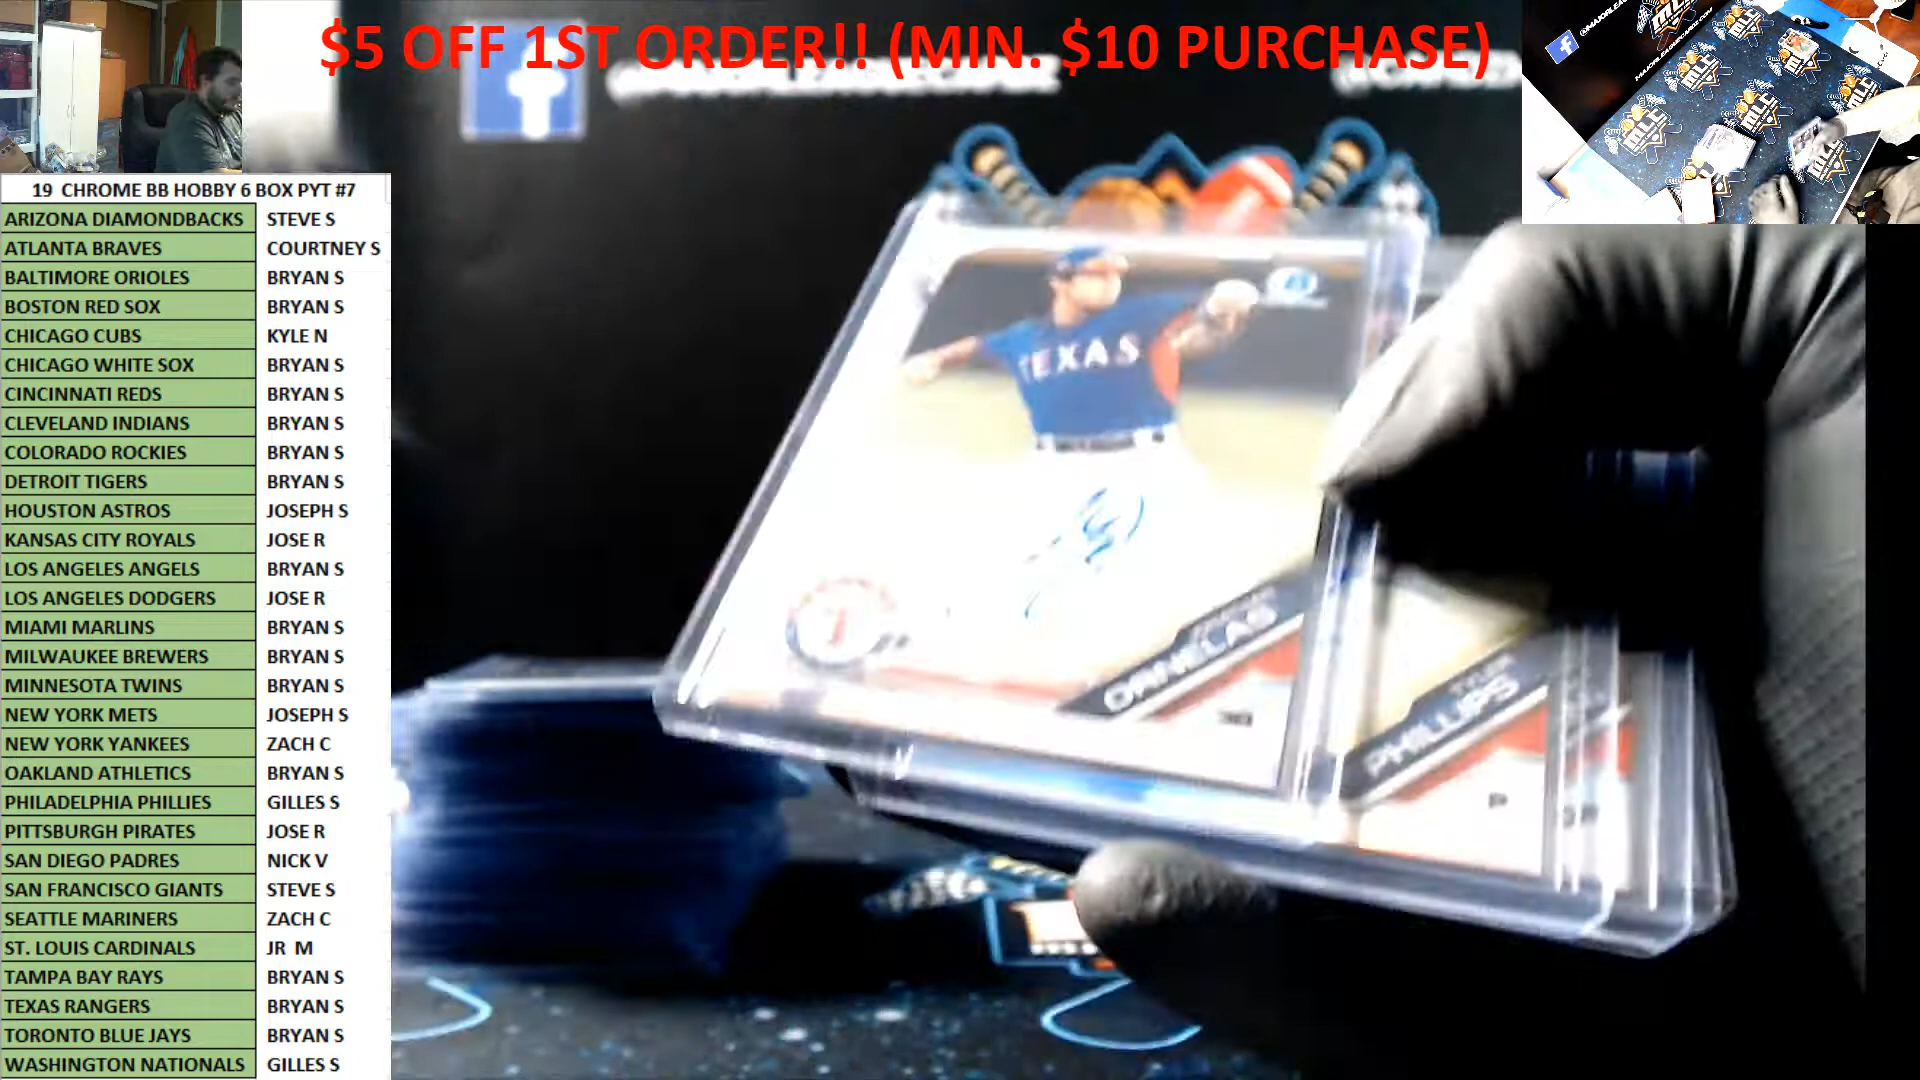 $5 OFF 1ST ORDER!! (MIN. $10 PURCHASE)
19 CHROME BB HOBBY 6 BOX PYT #7
ARIZONA DIAMONDBACKS STEVE S
ATLANTA BRAVES COURTNEY S
BALTIMORE ORIOLES BRYAN S
BOSTON RED SOX BRYAN S
CHICAGO CUBS KYLE N
CHICAGO WHITE SOX BRYAN S
CINCINNATI REDS BRYAN S
CLEVELAND INDIANS BRYAN S
COLORADO ROCKIES BRYAN S
DETROIT TIGERS BRYAN S
HOUSTON ASTROS JOSEPH S
KANSAS CITY ROYALS JOSE R
LOS ANGELES ANGELS BRYAN S
LOS ANGELES DODGERS JOSE R
MIAMI MARLINS BRYAN S
MILWAUKEE BREWERS BRYAN S
MINNESOTA TWINS BRYAN S
NEW YORK METS JOSEPH S
NEW YORK YANKEES ZACH C
OAKLAND ATHLETICS BRYAN S
PHILADELPHIA PHILLIES GILLES S
PITTSBURGH PIRATES JOSE R
SAN DIEGO PADRES NICK V
SAN FRANCISCO GIANTS STEVE S
SEATTLE MARINERS ZACH C
ST. LOUIS CARDINALS JR M
TAMPA BAY RAYS BRYAN S
TEXAS RANGERS BRYAN S
TORONTO BLUE JAYS BRYAN S
WASHINGTON NATIONALS GILLES S
TEXAS
ORNELAS
PHILLIPS
P
MLC
MLC
MLC